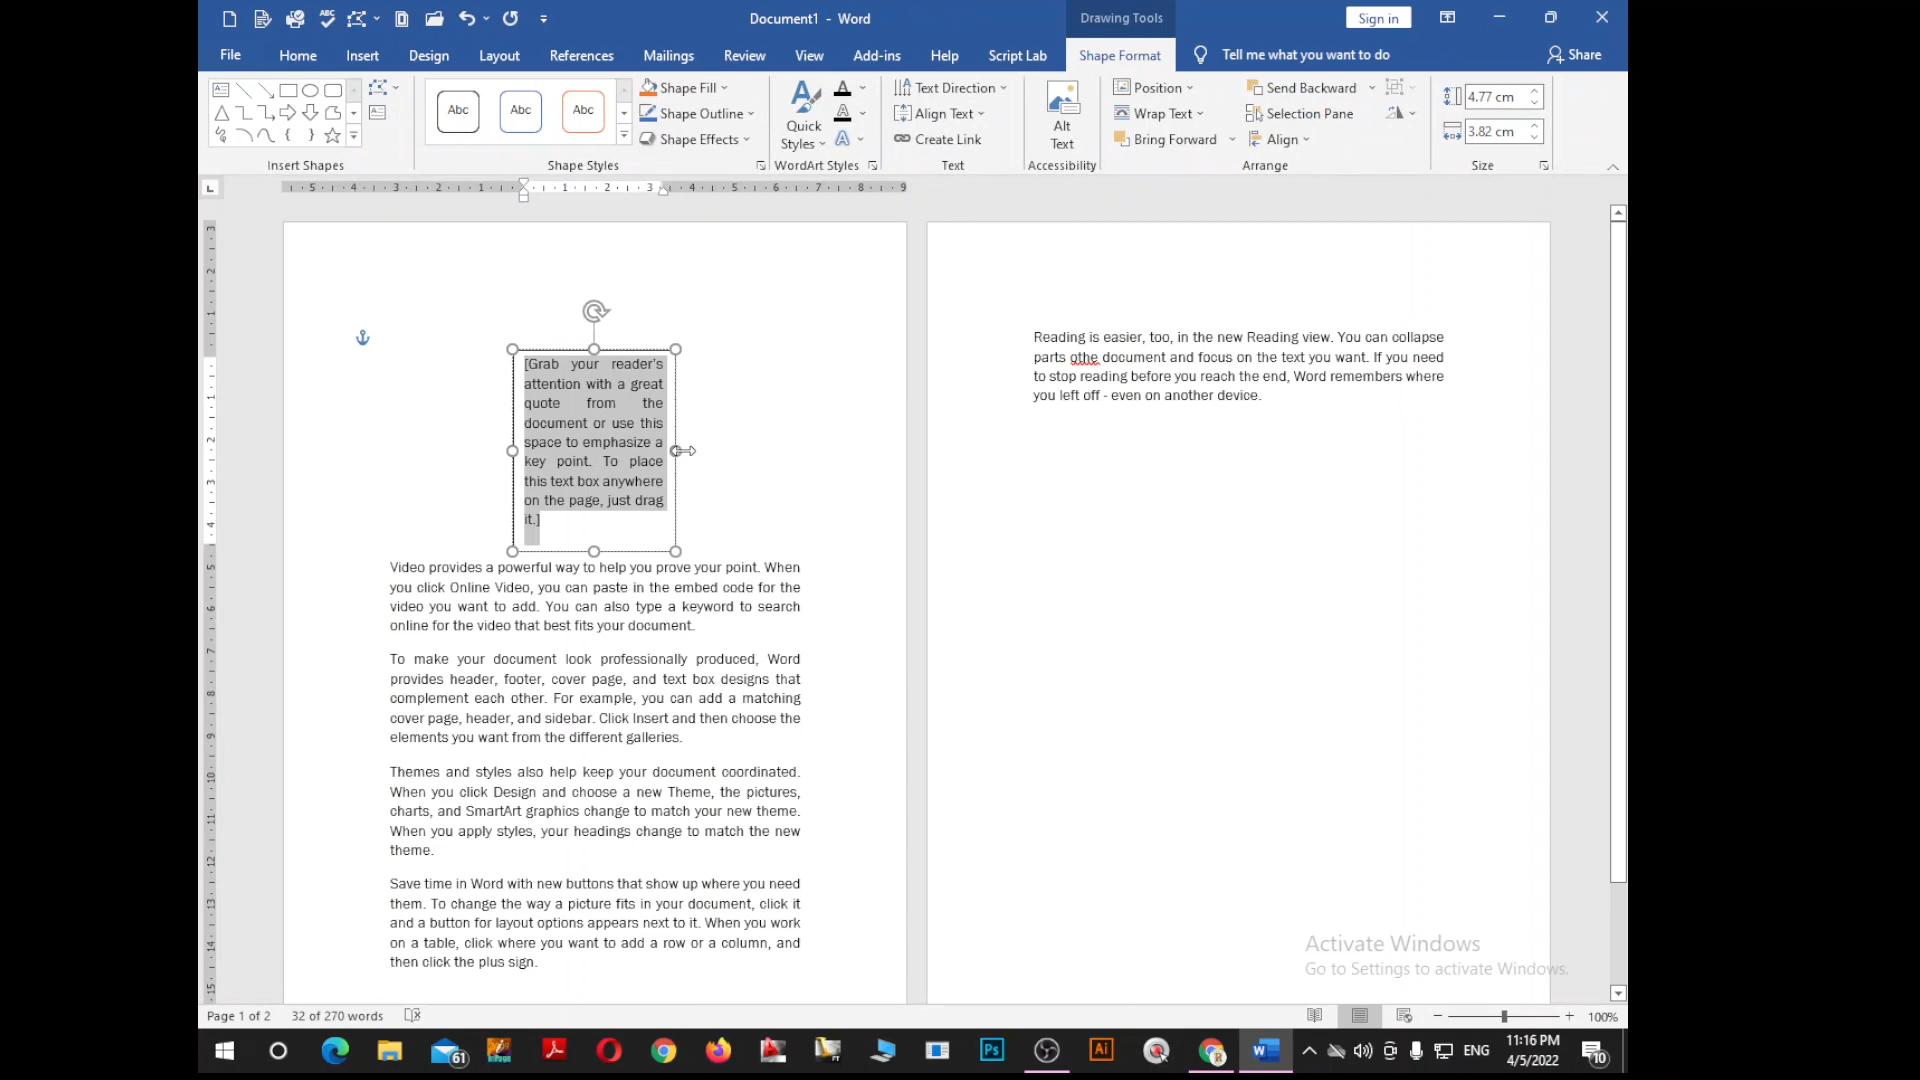 Document1 - Word
Drawing Tools
Sign in
File
Home
Insert
Design
Layout
References
Mailings
Review
View
Add-ins
Help
Script Lab
Shape Format
Tell me what you want to do
Share
Abc
Abc
Abc
Shape Fill
Shape Outline
Shape Effects
Quick
Styles
Text Direction
Align Text
Create Link
Alt
Text
Position
Wrap Text
Bring Forward
Send Backward
Selection Pane
Align
4.77 cm
3.82 cm
Insert Shapes
Shape Styles
WordArt Styles
Text
Accessibility
Arrange
Size
[Grab your reader's
attention with a great
quote from the
document or use this
space to emphasize a
key point. To place
this text box anywhere
on the page, just drag
it.]
Video provides a powerful way to help you prove your point. When
you click Online Video, you can paste in the embed code for the
video you want to add. You can also type a keyword to search
online for the video that best fits your document.
To make your document look professionally produced, Word
provides header, footer, cover page, and text box designs that
complement each other. For example, you can add a matching
cover page, header, and sidebar. Click Insert and then choose the
elements you want from the different galleries.
Themes and styles also help keep your document coordinated.
When you click Design and choose a new Theme, the pictures,
charts, and SmartArt graphics change to match your new theme.
When you apply styles, your headings change to match the new
theme.
Save time in Word with new buttons that show up where you need
them. To change the way a picture fits in your document, click it
and a button for layout options appears next to it. When you work
on a table, click where you want to add a row or a column, and
then click the plus sign.
Reading is easier, too, in the new Reading view. You can collapse
parts othe document and focus on the text you want. If you need
to stop reading before you reach the end, Word remembers where
you left off - even on another device.
Activate Windows
Go to Settings to activate Windows.
Page 1 of 2
32 of 270 words
100%
61
Ps
Ai
ENG
11:16 PM
4/5/2022
10